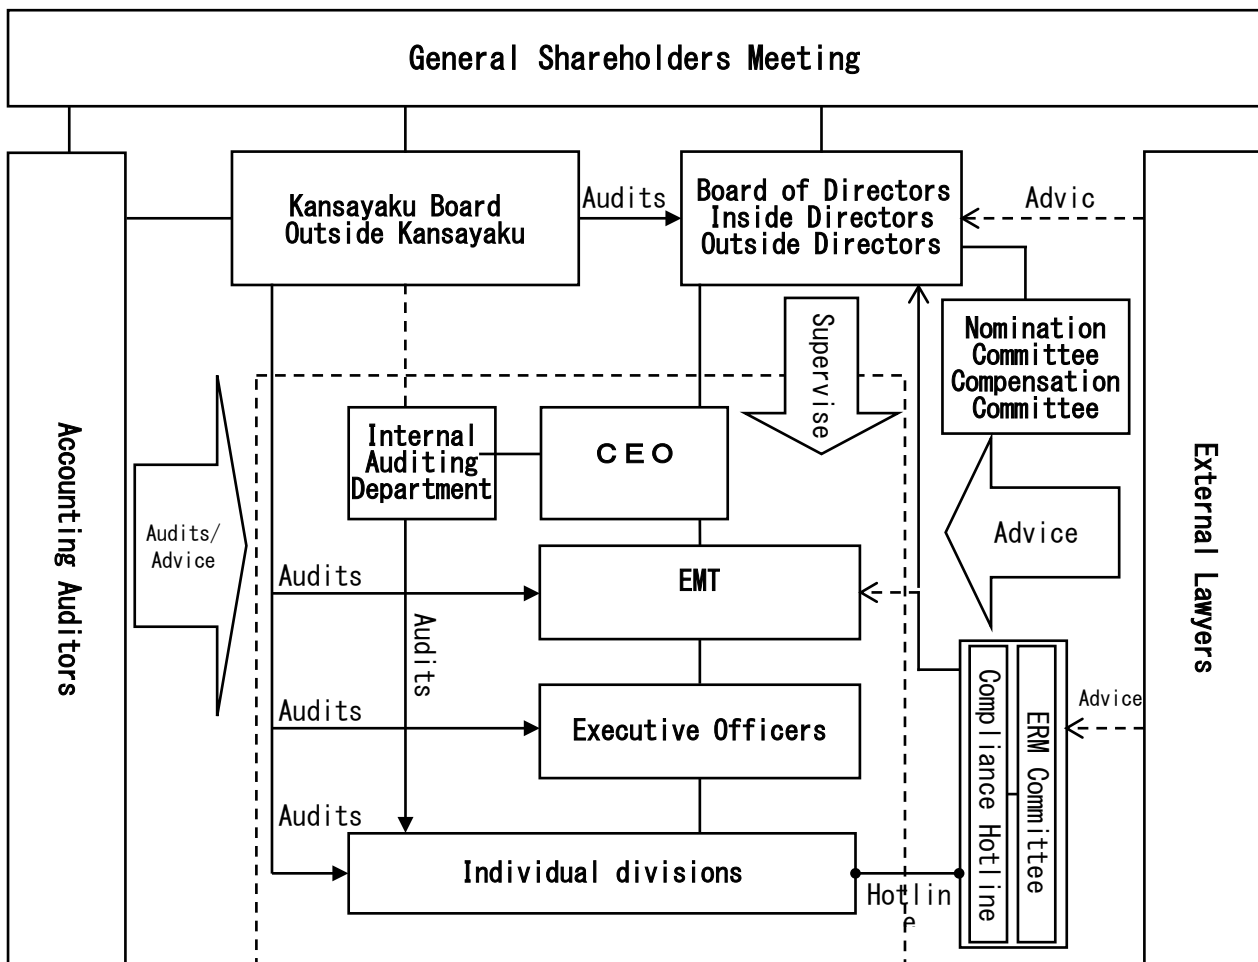 General Shareholders Meeting
Kansayaku Board
Outside Kansayaku
Audits
Board of Directors
Inside Directors
Outside Directors
Advic
Nomination
Committee
Compensation
Committee
Supervise
Accounting Auditors
Audits/
Advice
Internal
Auditing
Department
CEO
Advice
External Lawyers
Audits
EMT
Audits
Audits
Executive Officers
Advice
Compliance Hotline
ERM Committee
Audits
Individual divisions
Hotlin
e